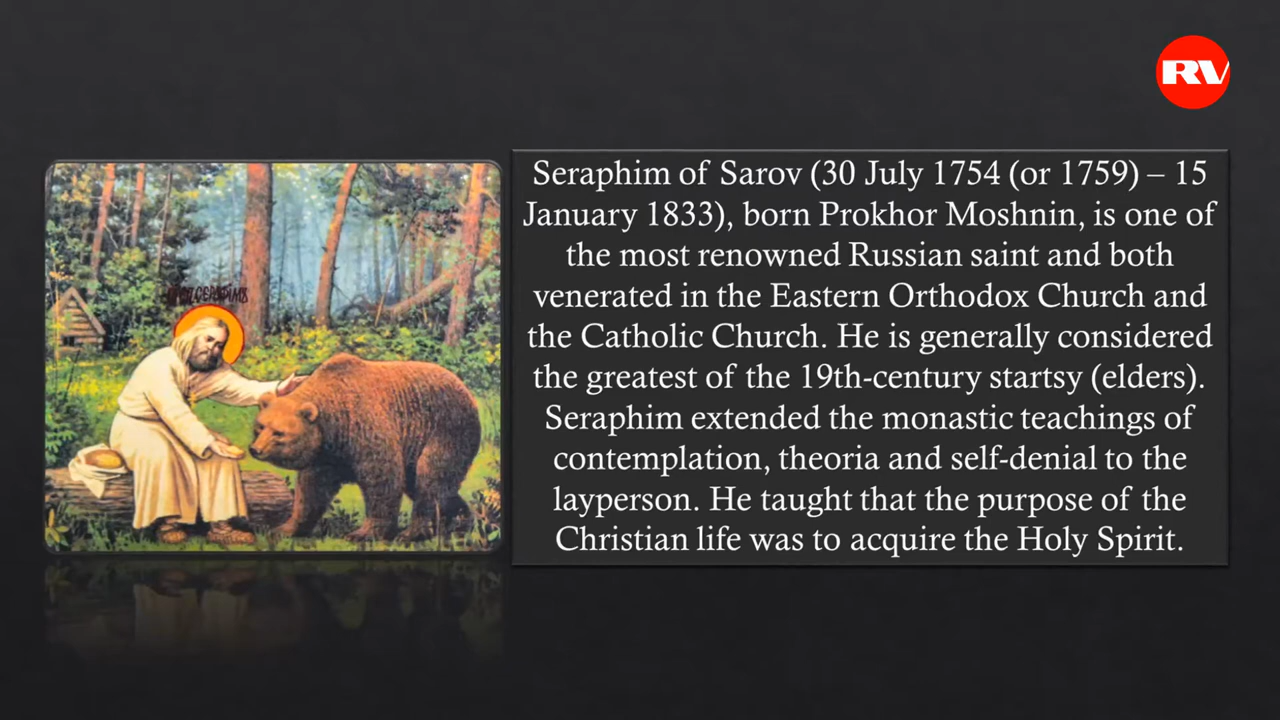 RV
Seraphim of Sarov (30 July 1754 (or 1759) – 15
January 1833), born Prokhor Moshnin, is one of
the most renowned Russian saint and both
venerated in the Eastern Orthodox Church and
the Catholic Church. He is generally considered
the greatest of the 19th-century startsy (elders).
Seraphim extended the monastic teachings of
contemplation, theoria and self-denial to the
layperson. He taught that the purpose of the
Christian life was to acquire the Holy Spirit.